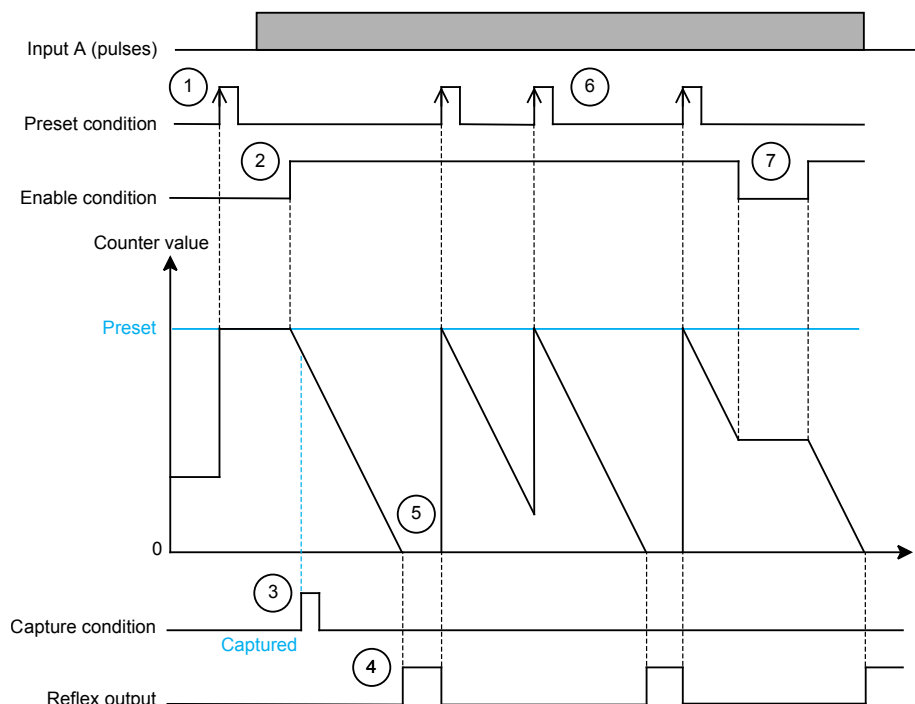 Input A (pulses)
1
6
Preset condition
2
7
Enable condition
Counter value
Preset
5
0
3
Capture condition
Captured
4
Reflex output